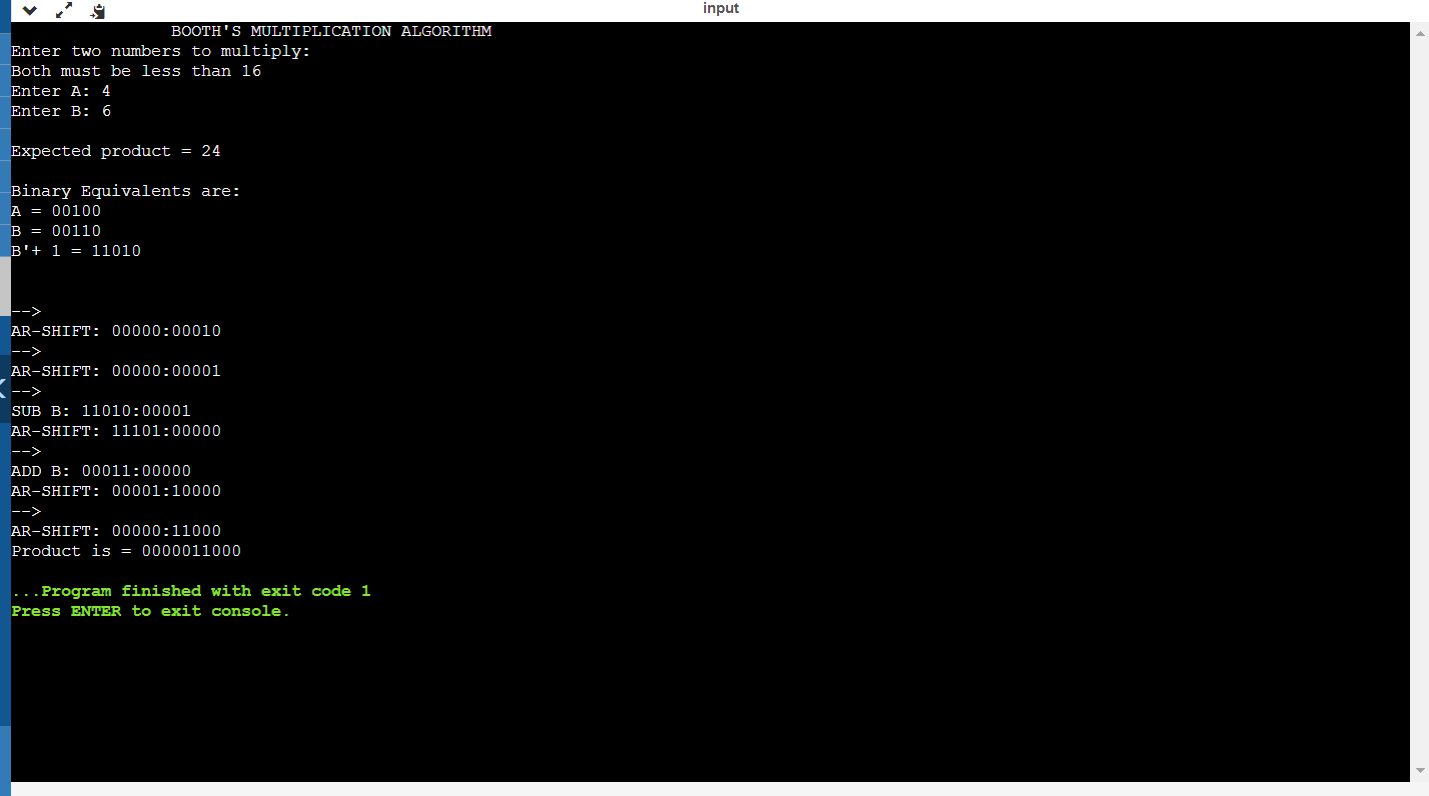 input
BOOTH'S MULTIPLICATION ALGORITHM
Enter two numbers to multiply:
Both must be less than 16
Enter A: 4
Enter B: 6
Expected product = 24
Binary Equivalents are:
A = 00100
B = 00110
B'+ 1 = 11010
-->
AR-SHIFT: 00000:00010
-->
AR-SHIFT: 00000:00001
-->
SUB B: 11010:00001
AR-SHIFT: 11101:00000
-->
ADD B: 00011:00000
AR-SHIFT: 00001:10000
-->
AR-SHIFT: 00000:11000
Product is = 0000011000
...Program finished with exit code 1
Press ENTER to exit console.